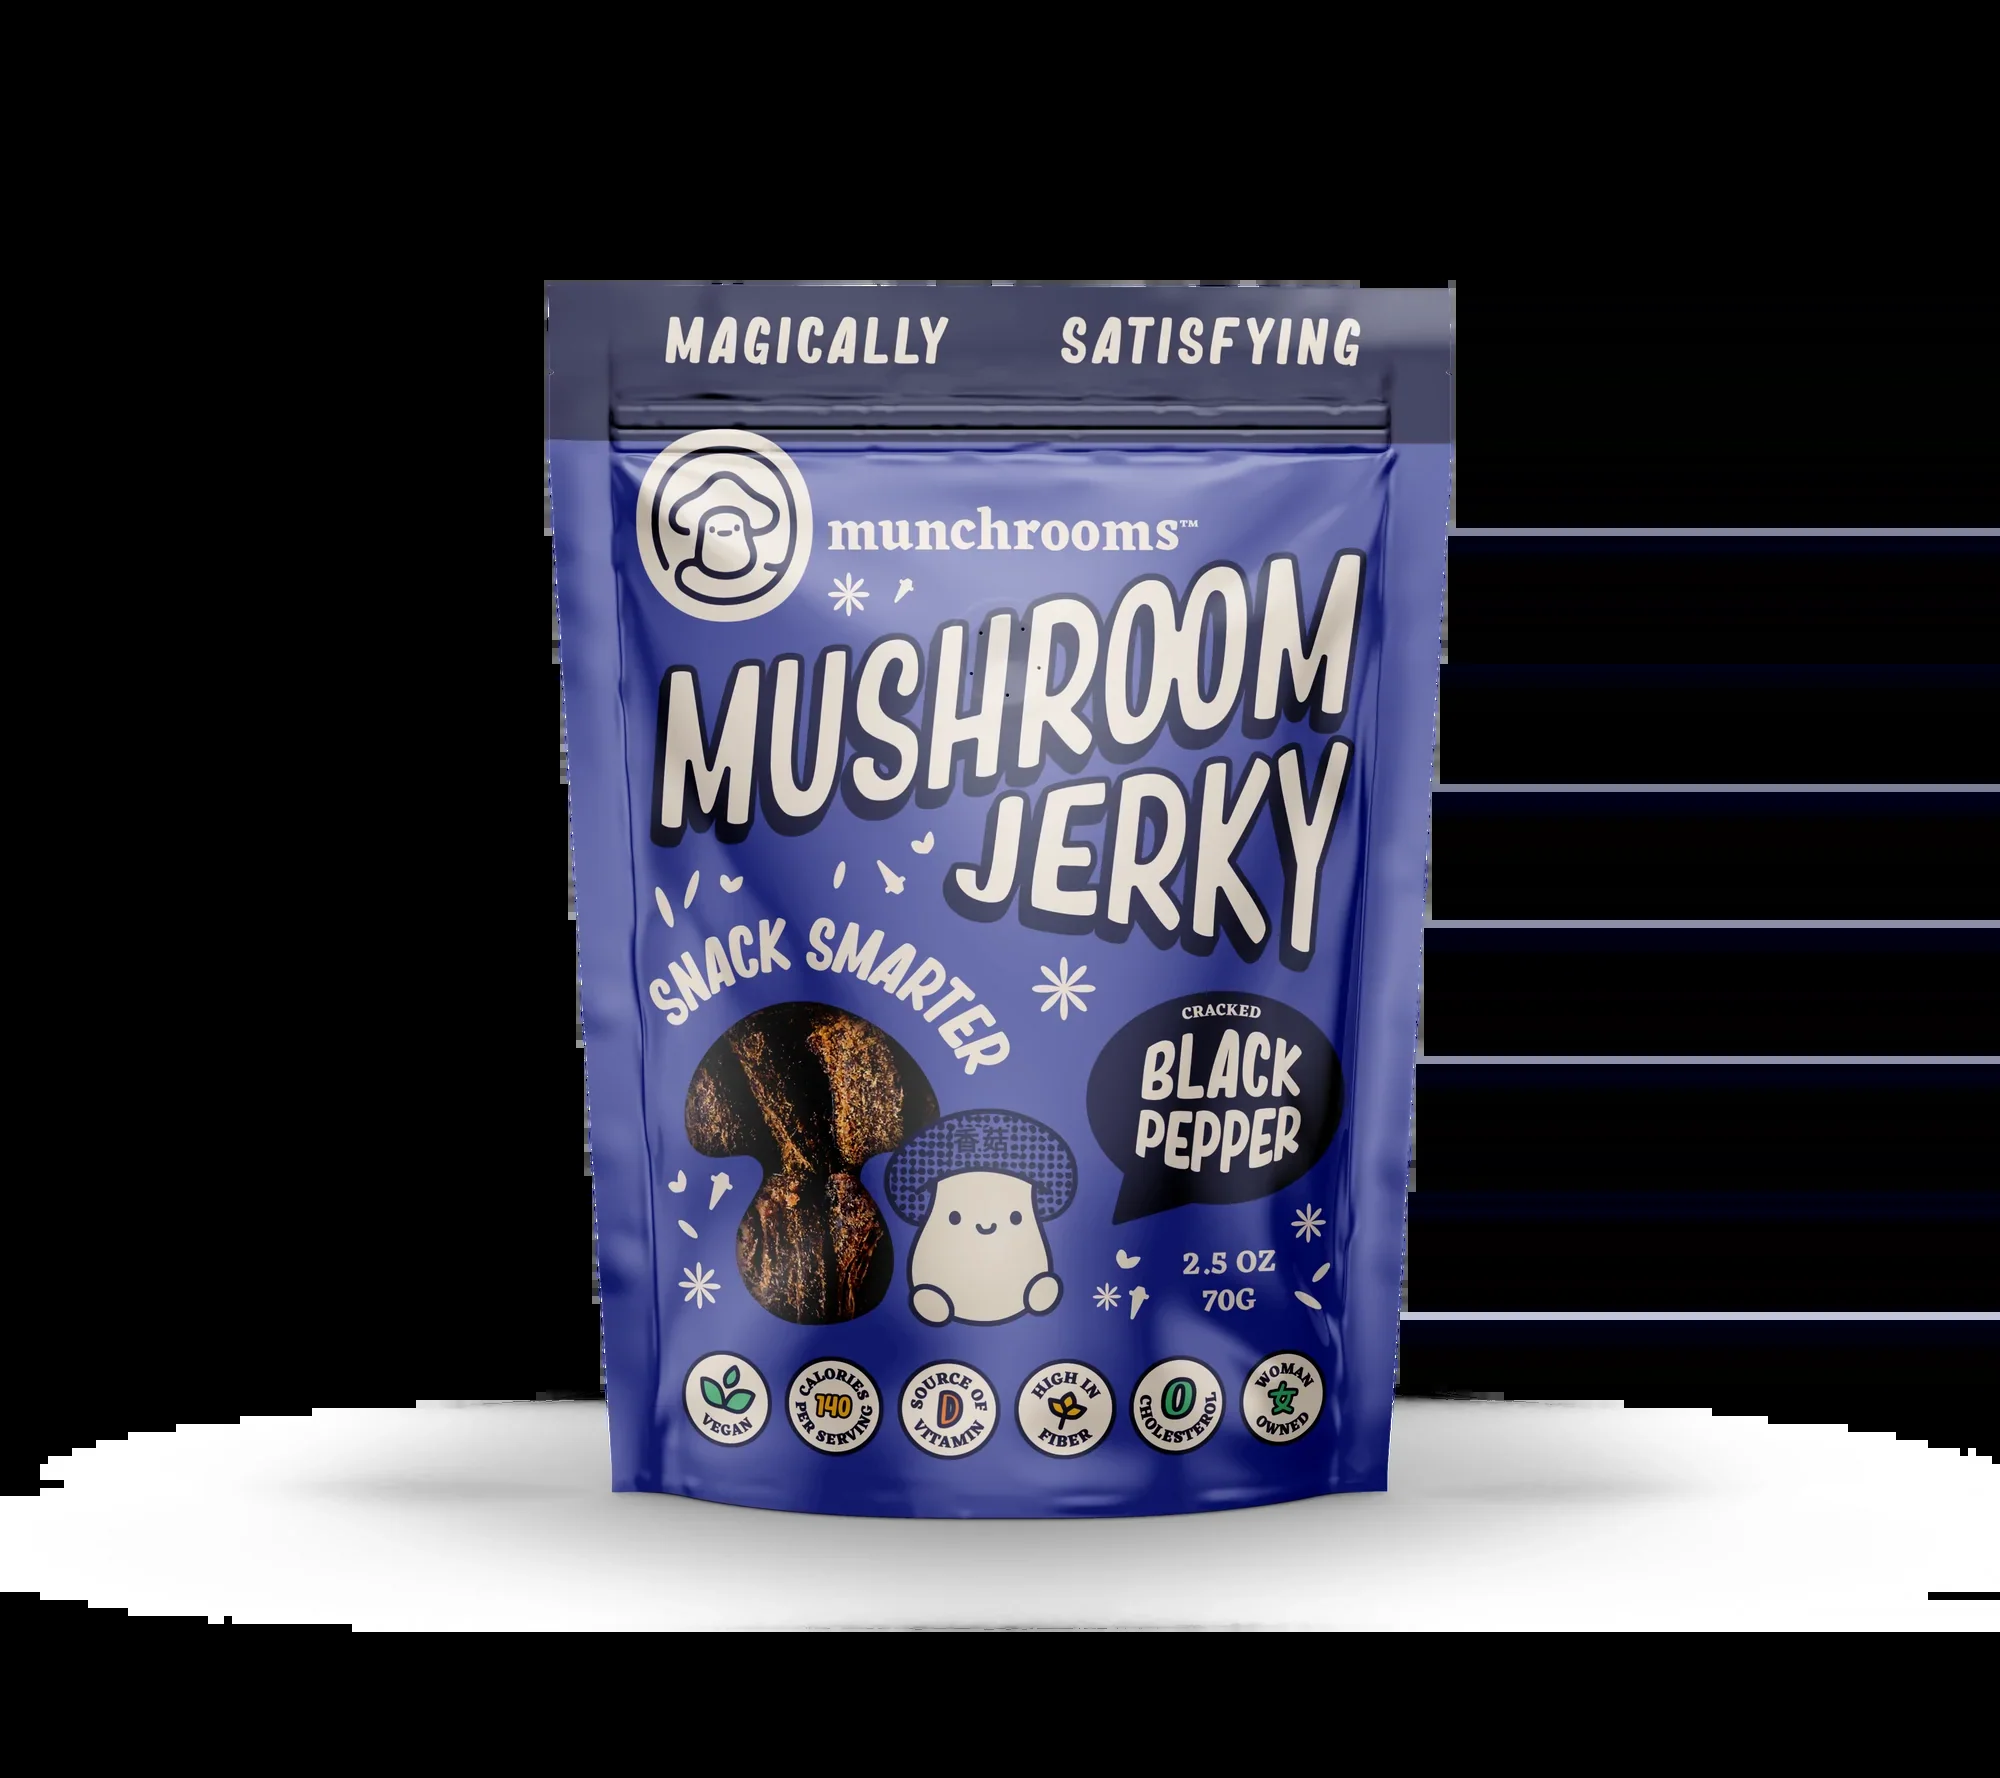 MAGICALLY SATISFYING
munchrooms™
MUSHROOM
JERKY
SNACK SMARTER
CRACKED
BLACK
PEPPER
香菇
2.5 OZ
70G
VEGAN
CALORIES
140
PER SERVING
SOURCE OF
D
VITAMIN
HIGH IN
FIBER
0
CHOLESTEROL
WOMAN
女
OWNED